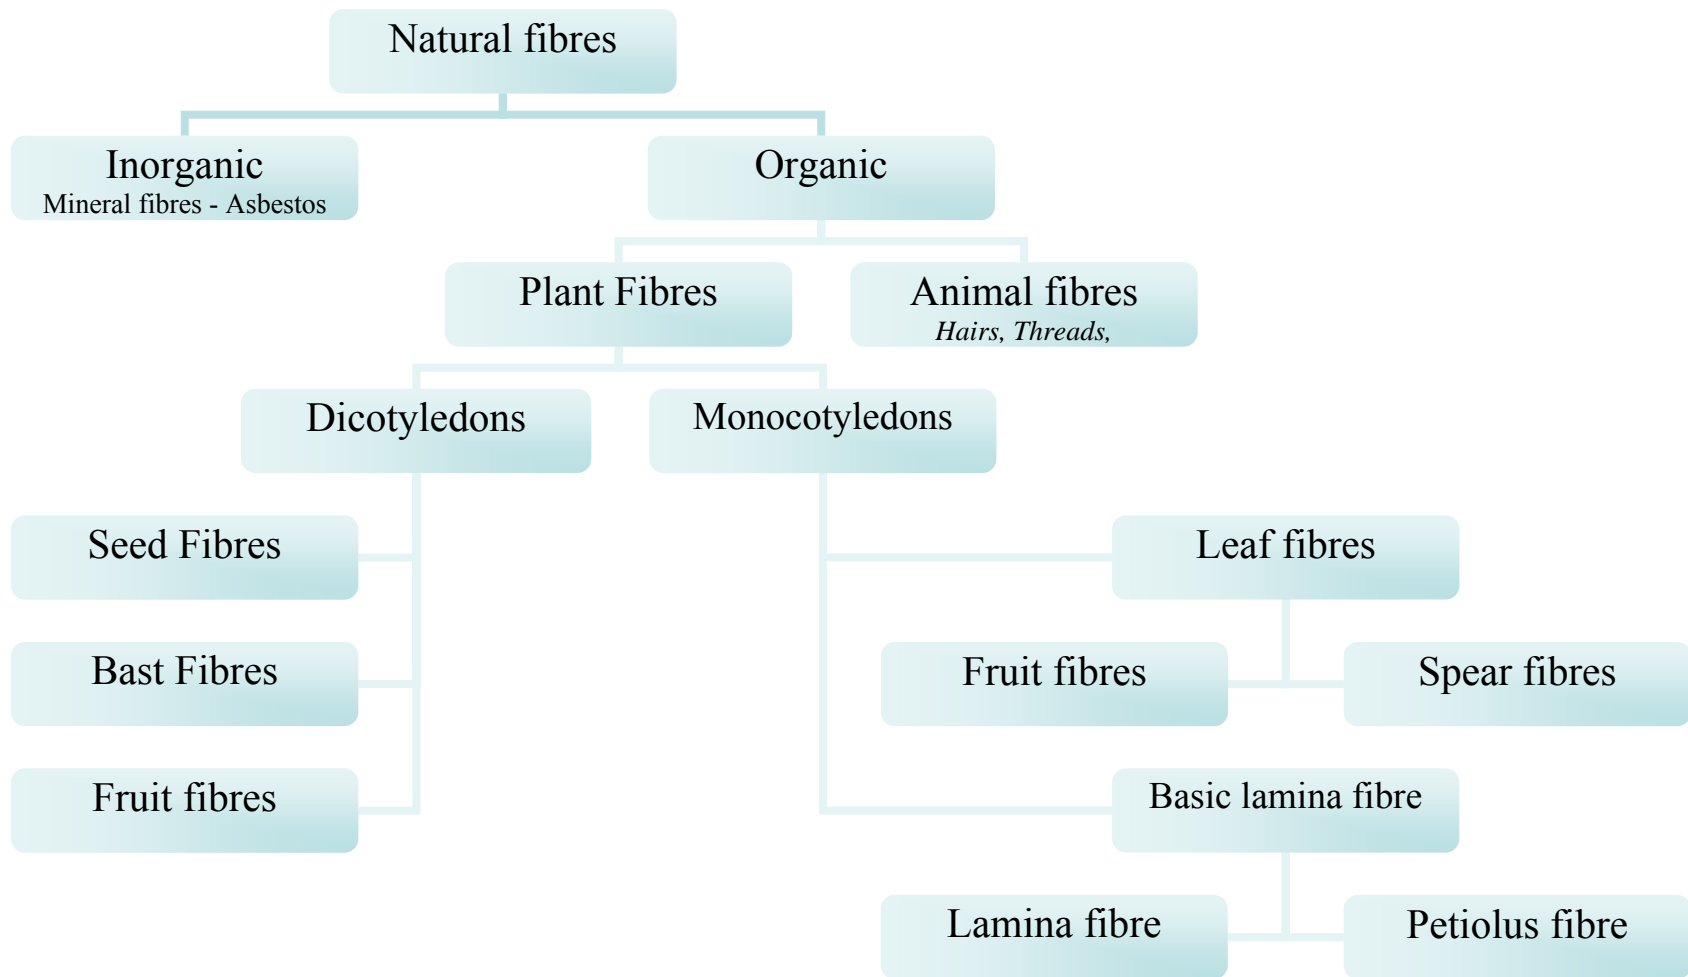 Natural fibres
Inorganic
Mineral fibres - Asbestos
Organic
Plant Fibres
Animal fibres
Hairs, Threads,
Dicotyledons
Monocotyledons
Seed Fibres
Leaf fibres
Bast Fibres
Fruit fibres
Spear fibres
Fruit fibres
Basic lamina fibre
Lamina fibre
Petiolus fibre